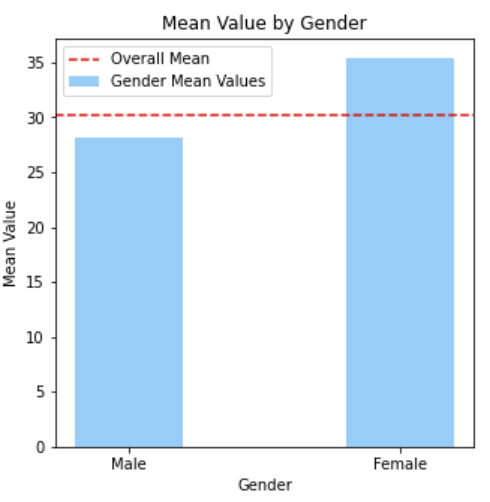 Mean Value by Gender
Overall Mean
Gender Mean Values
35
30
25
20
15
10
5
0
Mean Value
Male
Female
Gender